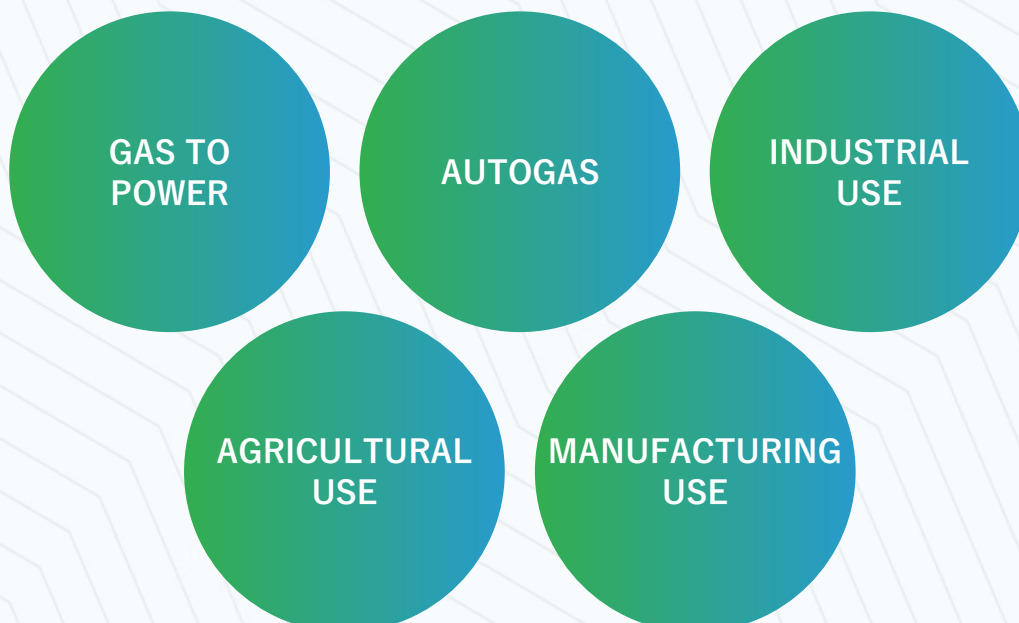 GAS TO
POWER
AUTOGAS
INDUSTRIAL
USE
AGRICULTURAL
USE
MANUFACTURING
USE